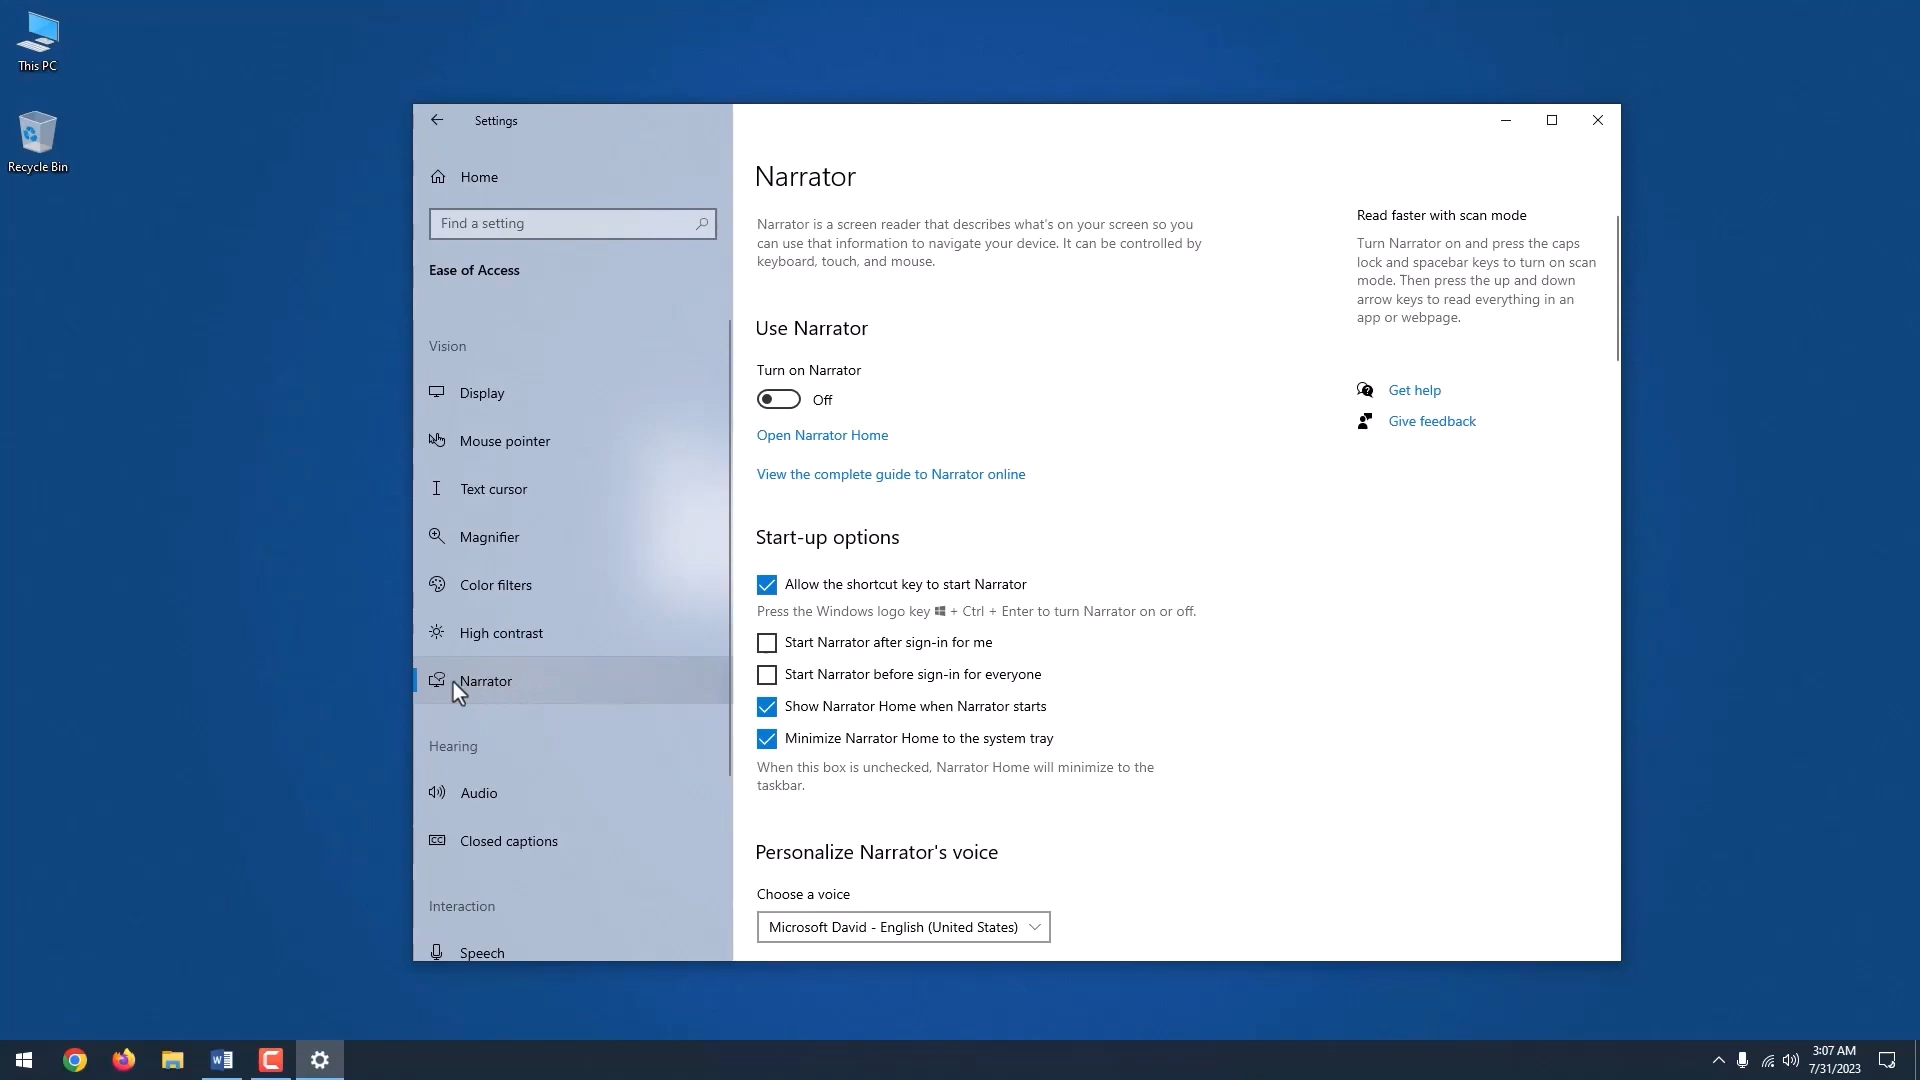 This PC
Recycle Bin
Settings
Home
Find a setting
Ease of Access
Vision
Display
Mouse pointer
Text cursor
Magnifier
Color filters
High contrast
Narrator
Hearing
Audio
Closed captions
Interaction
Speech
Narrator
Narrator is a screen reader that describes what's on your screen so you
can use that information to navigate your device. It can be controlled by
keyboard, touch, and mouse.
Use Narrator
Turn on Narrator
Off
Open Narrator Home
View the complete guide to Narrator online
Start-up options
Allow the shortcut key to start Narrator
Press the Windows logo key + Ctrl + Enter to turn Narrator on or off.
Start Narrator after sign-in for me
Start Narrator before sign-in for everyone
Show Narrator Home when Narrator starts
Minimize Narrator Home to the system tray
When this box is unchecked, Narrator Home will minimize to the
taskbar.
Personalize Narrator's voice
Choose a voice
Microsoft David - English (United States)
Read faster with scan mode
Turn Narrator on and press the caps
lock and spacebar keys to turn on scan
mode. Then press the up and down
arrow keys to read everything in an
app or webpage.
Get help
Give feedback
3:07 AM
7/31/2023